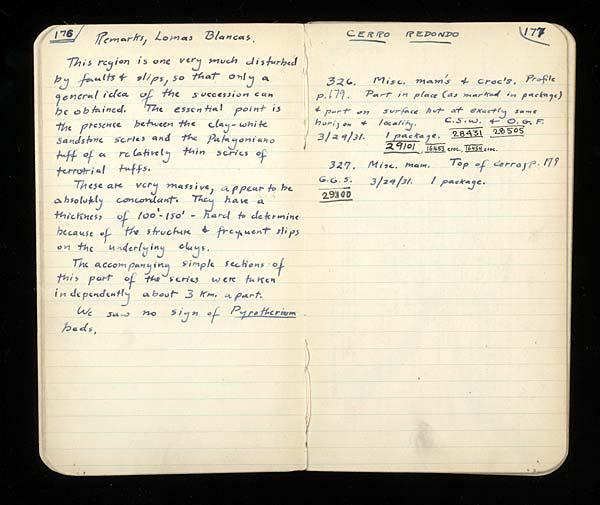 176
Remarks, Lomas Blancas.
This region is one very much disturbed
by faults & slips, so that only a
general idea of the succession can
be obtained. The essential point is
the presence between the clay-white
sandstone series and the Patagoniano
tuff of a relatively thin series of
terrotrial tuffs.
These are very massive, appear to be
absolutely concordant. They have a
thickness of 100'-150' - hard to determine
because of the structure & frequent slips
on the underlying clays.
The accompanying simple sections of
this part of the series were taken
independently about 3 km. apart.
We saw no sign of Pyrotherium
beds.
CERRO REDONDO
177
326. Misc. mam's & croc's. Profile
p. 179. Part in place (as marked in package)
& part on surface but at exactly same
horizon & locality. C.S.W. & O.G.F.
3/29/31. 1 package. 28431 28505
29101 croc. croc.
327. Misc. mam. Top of Cerro, p. 179
G.G.S. 3/29/31. 1 package.
29300